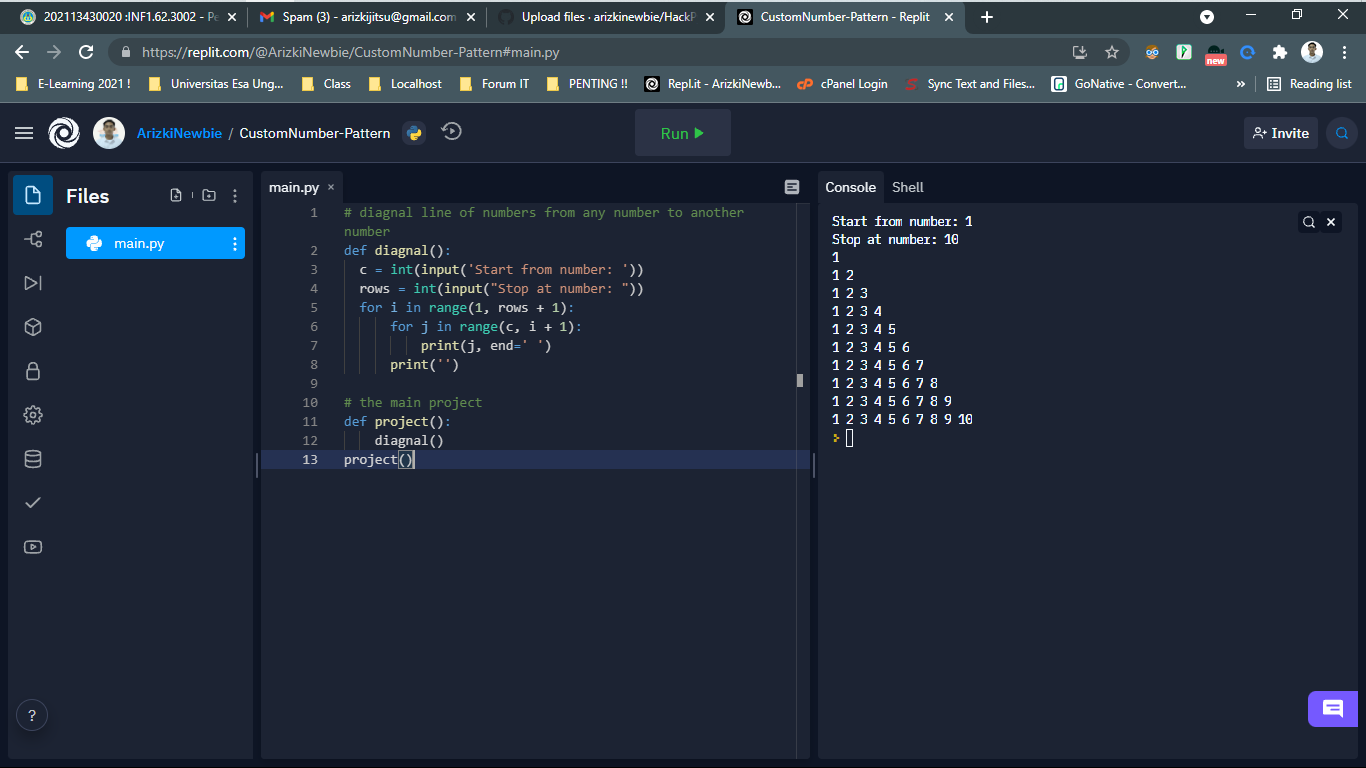 202113430020 :INF1.62.3002 - Pe
Spam (3) - arizkijitsu@gmail.com
Upload files · arizkinewbie/HackP
CustomNumber-Pattern - Replit
https://replit.com/@ArizkiNewbie/CustomNumber-Pattern#main.py
new
E-Learning 2021 !
Universitas Esa Ung...
Class
Localhost
Forum IT
PENTING !!
Repl.it - ArizkiNewb...
cPanel Login
Sync Text and Files...
GoNative - Convert...
»
Reading list
ArizkiNewbie / CustomNumber-Pattern
Run
Invite
Files
main.py
main.py
1 # diagnal line of numbers from any number to another
number
2 def diagnal():
3 c = int(input('Start from number: '))
4 rows = int(input("Stop at number: "))
5 for i in range(1, rows + 1):
6 for j in range(c, i + 1):
7 print(j, end=' ')
8 print('')
9
10 # the main project
11 def project():
12 diagnal()
13 project()
Console
Shell
Start from number: 1
Stop at number: 10
1
1 2
1 2 3
1 2 3 4
1 2 3 4 5
1 2 3 4 5 6
1 2 3 4 5 6 7
1 2 3 4 5 6 7 8
1 2 3 4 5 6 7 8 9
1 2 3 4 5 6 7 8 9 10
?